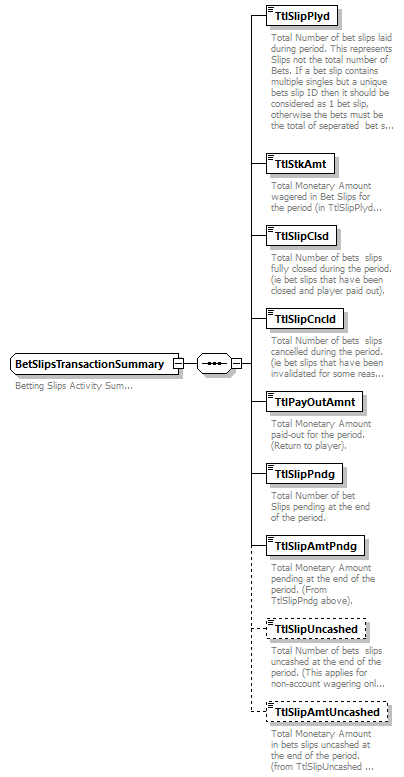 TtlSlipPlyd
Total Number of bet slips laid
during period. This represents
Slips not the total number of
Bets. If a bet slip contains
multiple singles but a unique
bets slip ID then it should be
considered as 1 bet slip,
otherwise the bets must be
the total of seperated bet s...
TtlStkAmt
Total Monetary Amount
wagered in Bet Slips for
the period (in TtlSlipPlyd...
TtlSlipClsd
Total Number of bets slips
fully closed during the period.
(ie bet slips that have been
closed and player paid out).
TtlSlipCncld
Total Number of bets slips
cancelled during the period.
(ie bet slips that have been
invalidated for some reas...
BetSlipsTransactionSummary
Betting Slips Activity Sum...
TtlPayOutAmnt
Total Monetary Amount
paid-out for the period.
(Return to player).
TtlSlipPndg
Total Number of bet
Slips pending at the end
of the period.
TtlSlipAmtPndg
Total Monetary Amount
pending at the end of the
period. (From
TtlSlipPndg above).
TtlSlipUncashed
Total Number of bets slips
uncashed at the end of the
period. (This applies for
non-account wagering onl...
TtlSlipAmtUncashed
Total Monetary Amount
in bets slips uncashed at
the end of the period.
(from TtlSlipUncashed ...